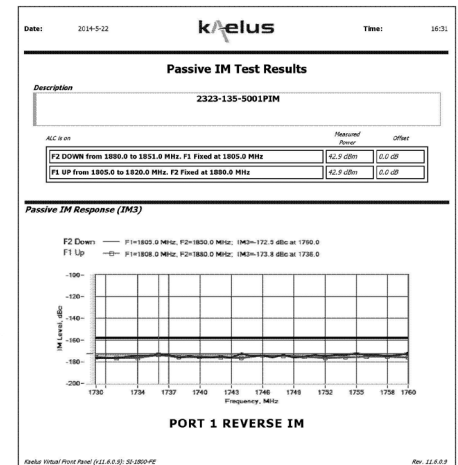 Date: 2014-5-22 kaelus Time: 16:31
Passive IM Test Results
Description
2323-135-5001PIM
ALC is on Measured Power Offset
F2 DOWN from 1880.0 to 1851.0 MHz. F1 Fixed at 1805.0 MHz 42.9 dBm 0.0 dB
F1 UP from 1805.0 to 1820.0 MHz. F2 Fixed at 1880.0 MHz 42.9 dBm 0.0 dB
Passive IM Response (IM3)
F2 Down F1=1805.0 MHz, F2=1850.0 MHz; IM3=-172.5 dBc at 1760.0
F1 Up F1=1808.0 MHz, F2=1880.0 MHz; IM3=-173.8 dBc at 1736.0
IM Level, dBc
-100-
-120-
-140-
-160-
-180-
-200-
1730 1734 1737 1740 1743 1746 1749 1752 1755 1758 1760
Frequency, MHz
PORT 1 REVERSE IM
Kaelus Virtual Front Panel (v11.6.0.9): SI-1800-FE Rev. 11.6.0.9